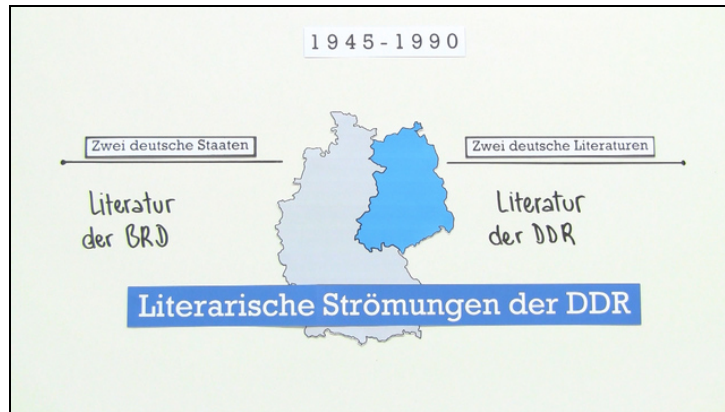 1945-1990
Zwei deutsche Staaten
Zwei deutsche Literaturen
Literatur
der BRD
Literatur
der DDR
Literarische Strömungen der DDR